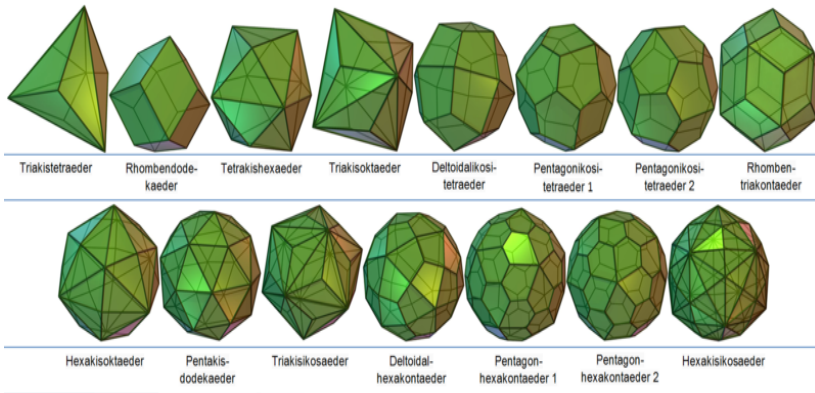 Triakistetraeder
Rhombendode-
kaeder
Tetrakishexaeder
Triakisoktaeder
Deltoidalikosi-
tetraeder
Pentagonikosi-
tetraeder 1
Pentagonikosi-
tetraeder 2
Rhomben-
triakontaeder
Hexakisoktaeder
Pentakis-
dodekaeder
Triakisikosaeder
Deltoidal-
hexakontaeder
Pentagon-
hexakontaeder 1
Pentagon-
hexakontaeder 2
Hexakisikosaeder